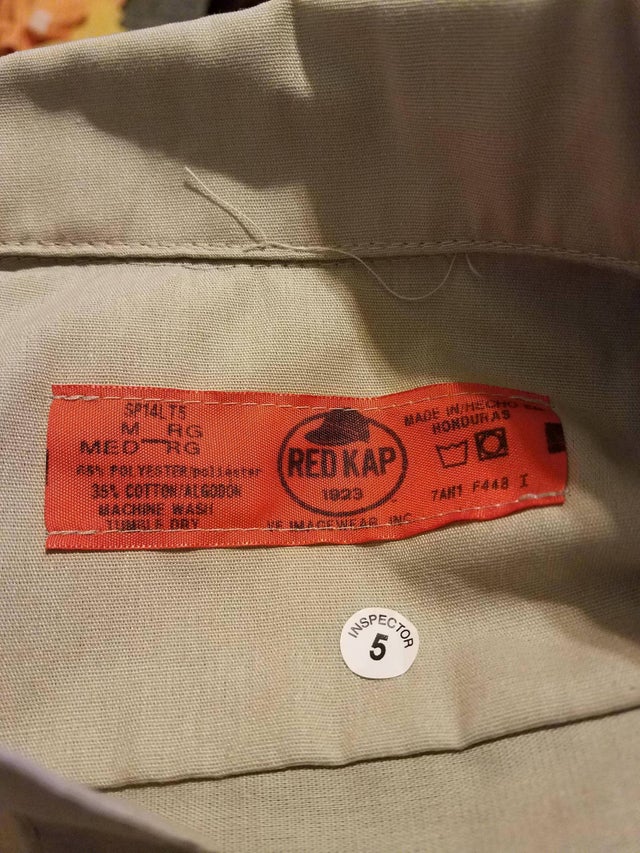 SP14LT5
M RG
MED RG
65% POLYESTER/poliester
35% COTTON/ALGODON
MACHINE WASH
TUMBLE DRY
RED KAP
1923
VF IMAGEWEAR INC
MADE IN/HECHO EN
HONDURAS
7AH1 F448 I
INSPECTOR
5